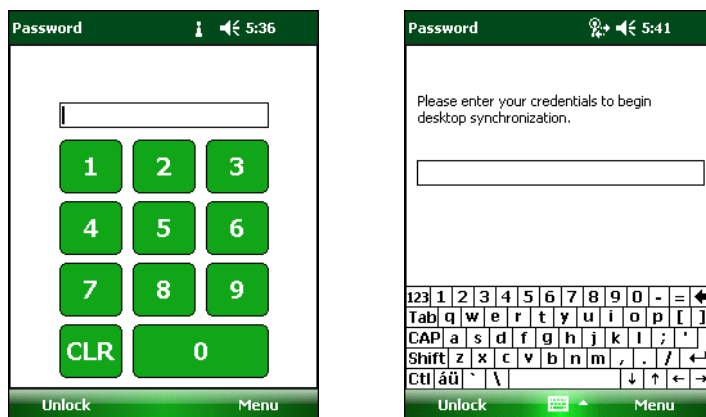 Password 5:36
1 2 3
4 5 6
7 8 9
CLR 0
Unlock Menu
Password 5:41
Please enter your credentials to begin
desktop synchronization.
123 1 2 3 4 5 6 7 8 9 0 - =
Tab q w e r t y u i o p [ ]
CAP a s d f g h j k l ; '
Shift z x c v b n m , . /
Ctl áü ` \ ↓ ↑ ← →
Unlock Menu